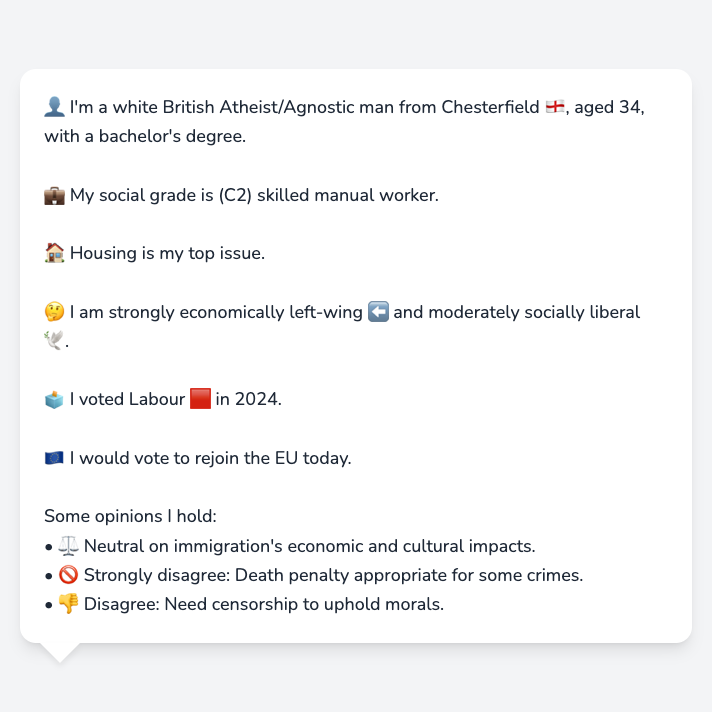 👤 I'm a white British Atheist/Agnostic man from Chesterfield 🏴󠁧󠁢󠁥󠁮󠁧󠁿, aged 34,
with a bachelor's degree.
💼 My social grade is (C2) skilled manual worker.
🏠 Housing is my top issue.
🤔 I am strongly economically left-wing ⬅️ and moderately socially liberal
🕊️.
🗳️ I voted Labour 🟥 in 2024.
🇪🇺 I would vote to rejoin the EU today.
Some opinions I hold:
• ⚖️ Neutral on immigration's economic and cultural impacts.
• 🚫 Strongly disagree: Death penalty appropriate for some crimes.
• 👎 Disagree: Need censorship to uphold morals.